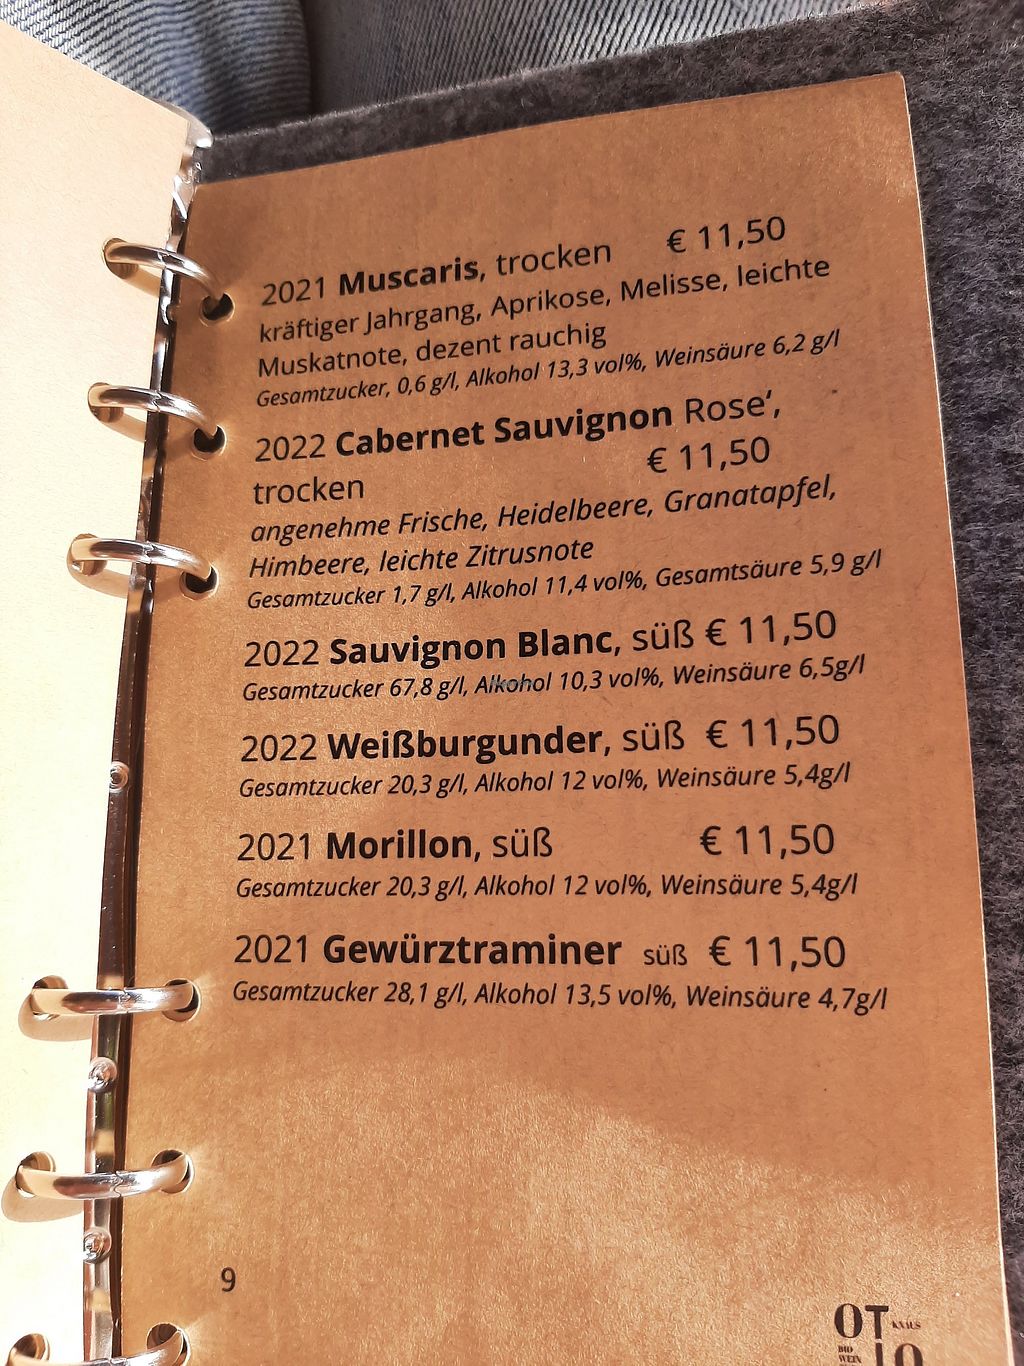 2021 Muscaris, trocken € 11,50
kräftiger Jahrgang, Aprikose, Melisse, leichte
Muskatnote, dezent rauchig
Gesamtzucker, 0,6 g/l, Alkohol 13,3 vol%, Weinsäure 6,2 g/l
2022 Cabernet Sauvignon Rose‘,
trocken € 11,50
angenehme Frische, Heidelbeere, Granatapfel,
Himbeere, leichte Zitrusnote
Gesamtzucker 1,7 g/l, Alkohol 11,4 vol%, Gesamtsäure 5,9 g/l
2022 Sauvignon Blanc, süß € 11,50
Gesamtzucker 67,8 g/l, Alkohol 10,3 vol%, Weinsäure 6,5g/l
2022 Weißburgunder, süß € 11,50
Gesamtzucker 20,3 g/l, Alkohol 12 vol%, Weinsäure 5,4g/l
2021 Morillon, süß € 11,50
Gesamtzucker 20,3 g/l, Alkohol 12 vol%, Weinsäure 5,4g/l
2021 Gewürztraminer süß € 11,50
Gesamtzucker 28,1 g/l, Alkohol 13,5 vol%, Weinsäure 4,7g/l
9
OT KNAUS
BIO
WEIN TO